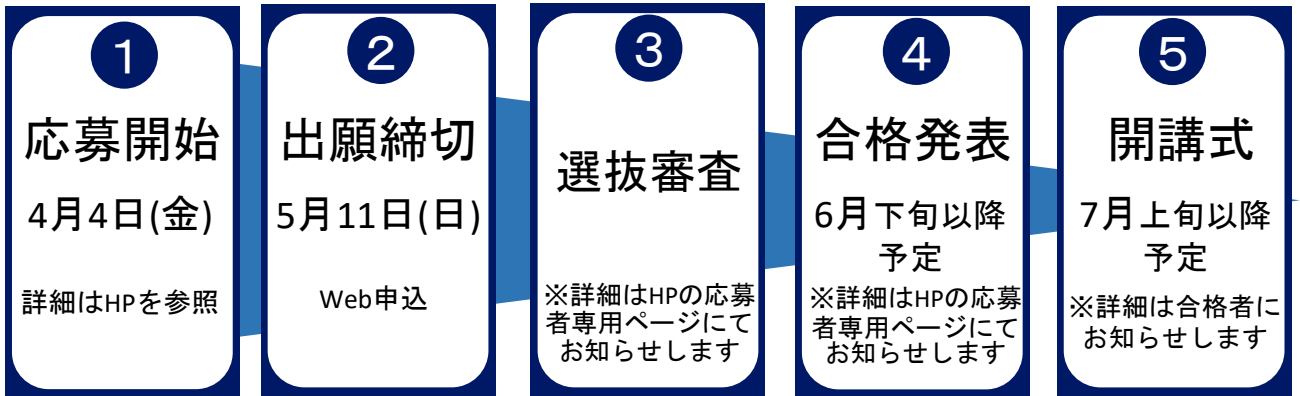 1
応募開始
4月4日(金)
詳細はHPを参照
2
出願締切
5月11日(日)
Web申込
3
選抜審査
※詳細はHPの応募
者専用ページにて
お知らせします
4
合格発表
6月下旬以降
予定
※詳細はHPの応募
者専用ページにて
お知らせします
5
開講式
7月上旬以降
予定
※詳細は合格者に
お知らせします